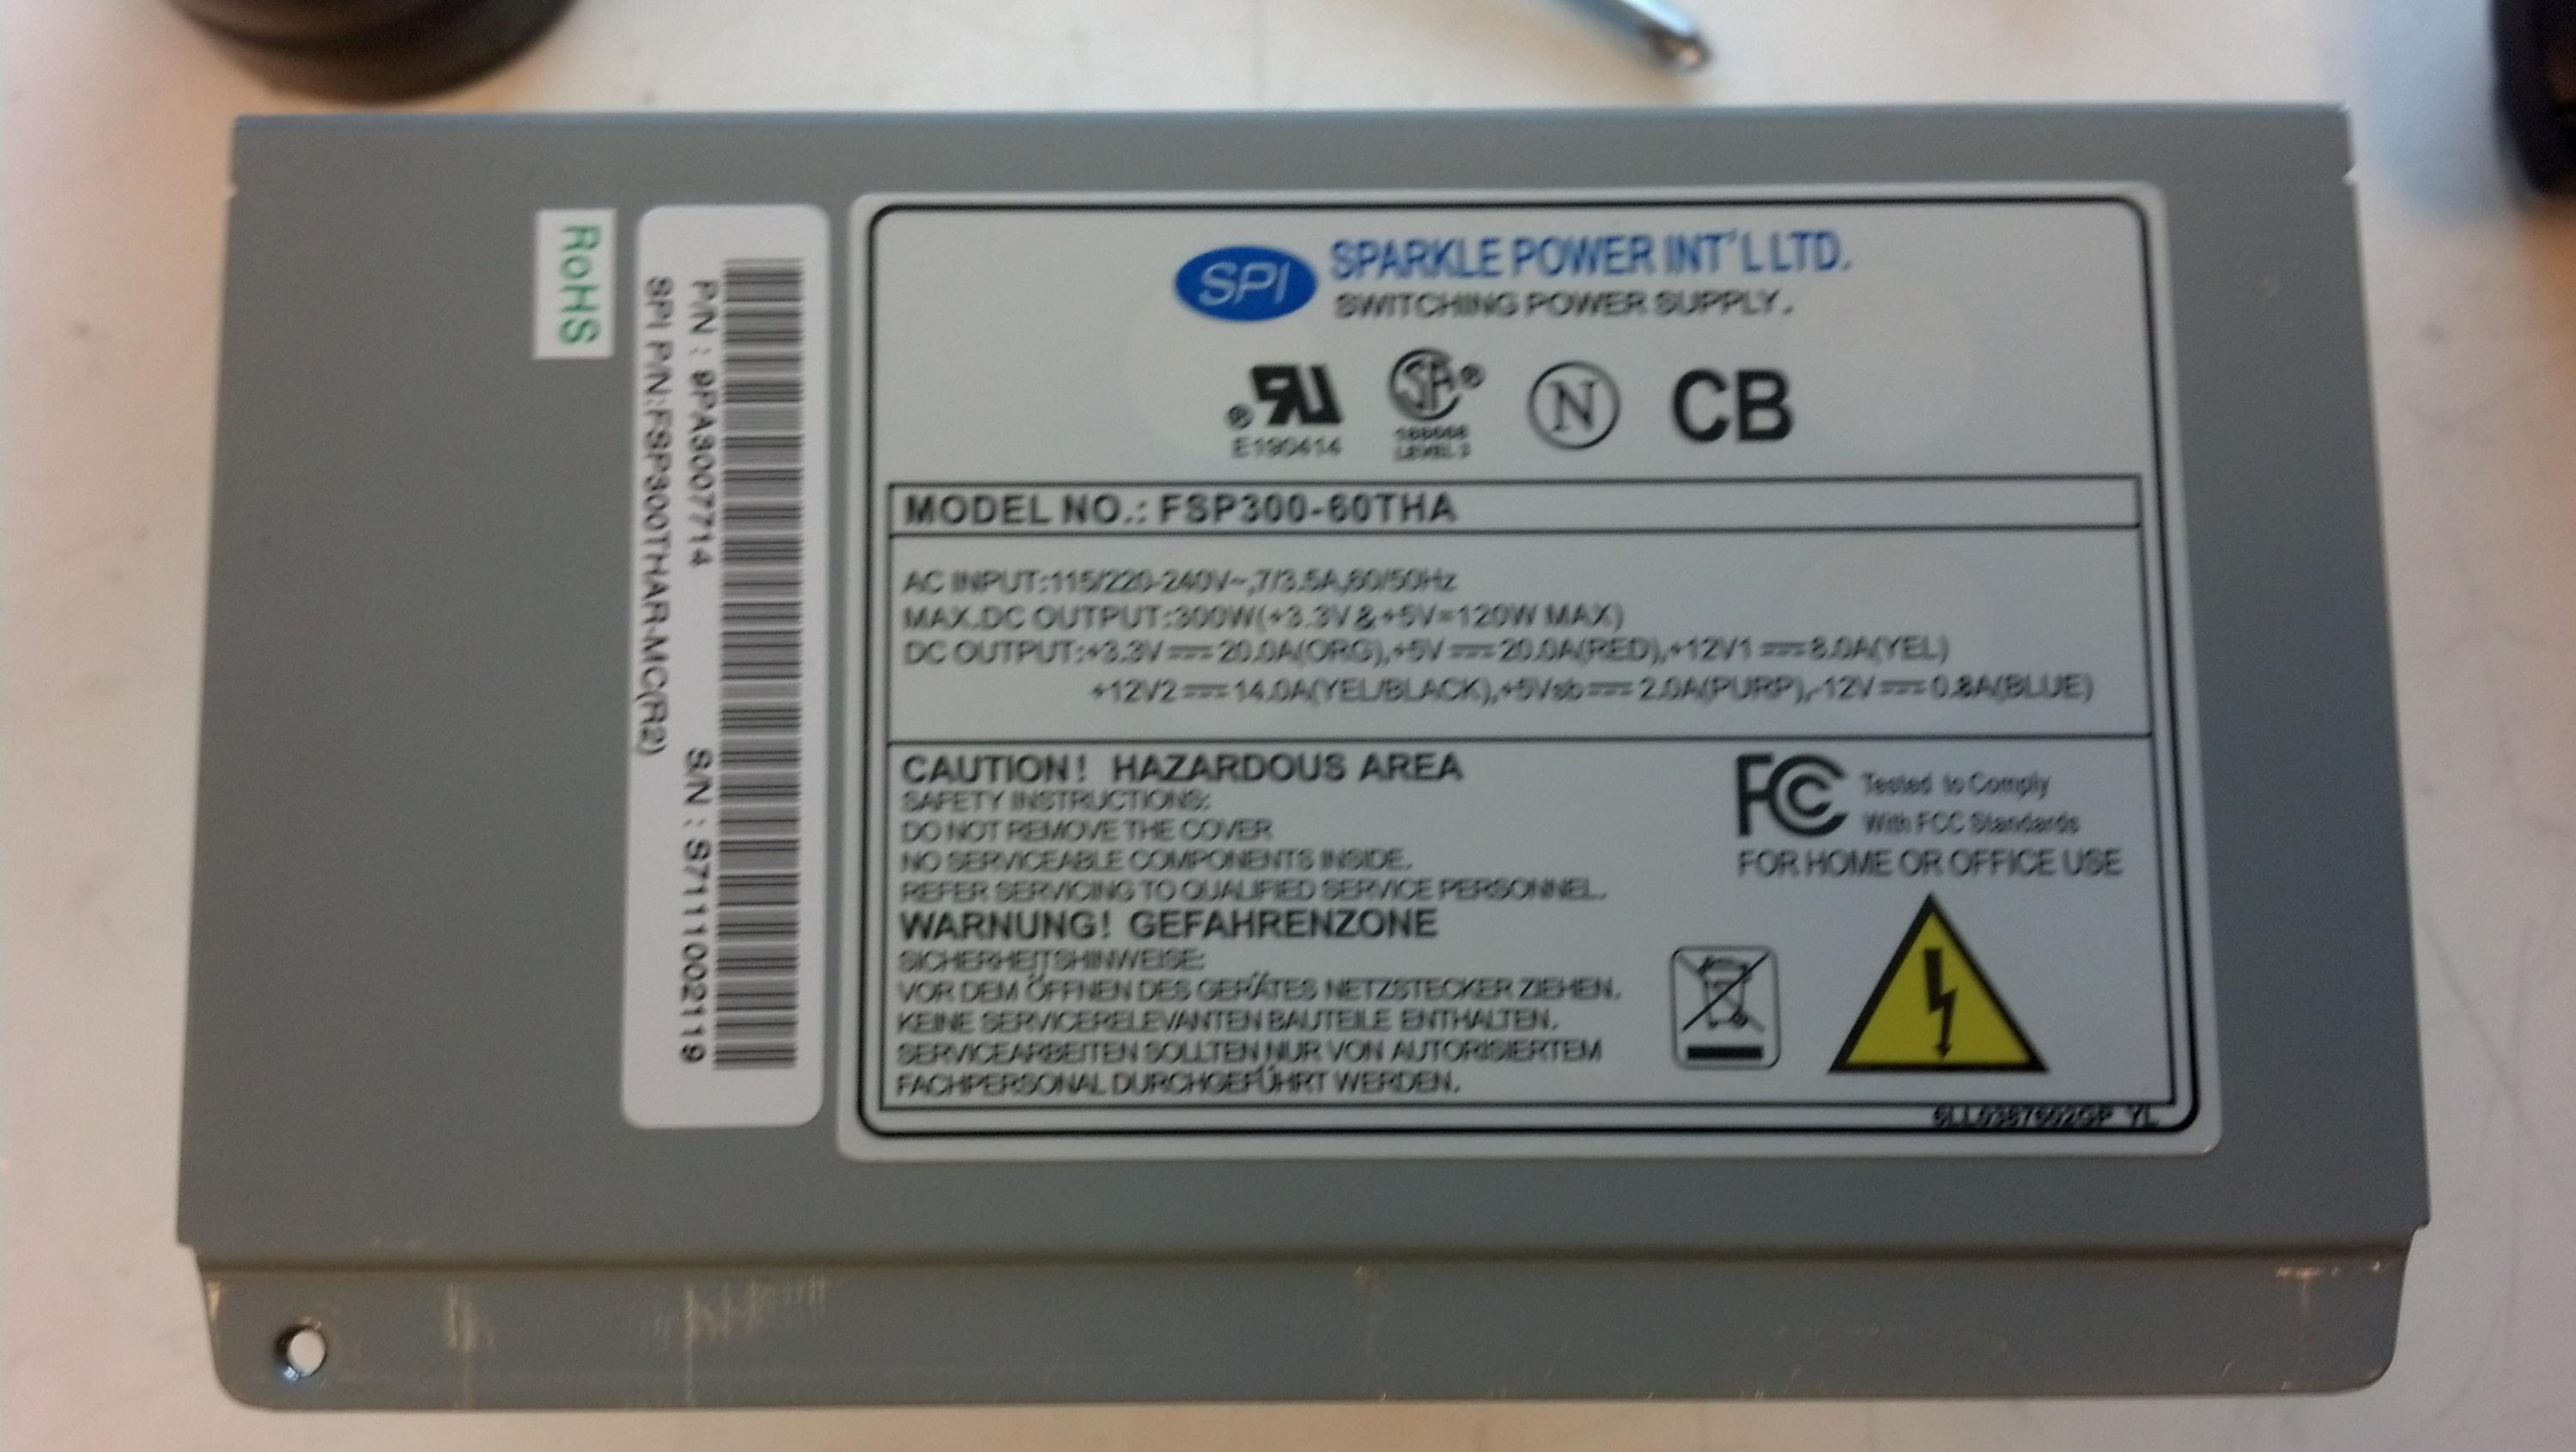 RoHS
P/N : 9PA3007714
S/N : S7111002119
SPI P/N:FSP300THAR-MC(R2)
SPI
SPARKLE POWER INT'L LTD.
SWITCHING POWER SUPPLY.
CB
N
E190414
LEVEL 3
MODEL NO.: FSP300-60THA
AC INPUT:115/220-240V~,7/3.5A,60/50Hz
MAX.DC OUTPUT:300W(+3.3V & +5V=120W MAX)
DC OUTPUT:+3.3V⎓20.0A(ORG),+5V⎓20.0A(RED),+12V1⎓8.0A(YEL)
+12V2⎓14.0A(YEL/BLACK),+5Vsb⎓2.0A(PURP),-12V⎓0.8A(BLUE)
CAUTION! HAZARDOUS AREA
SAFETY INSTRUCTIONS:
DO NOT REMOVE THE COVER
NO SERVICEABLE COMPONENTS INSIDE.
REFER SERVICING TO QUALIFIED SERVICE PERSONNEL.
WARNUNG! GEFAHRENZONE
SICHERHEITSHINWEISE:
VOR DEM ÖFFNEN DES GERÄTES NETZSTECKER ZIEHEN.
KEINE SERVICERELEVANTEN BAUTEILE ENTHALTEN.
SERVICEARBEITEN SOLLTEN NUR VON AUTORISIERTEM
FACHPERSONAL DURCHGEFÜHRT WERDEN.
FC Tested to Comply
With FCC Standards
FOR HOME OR OFFICE USE